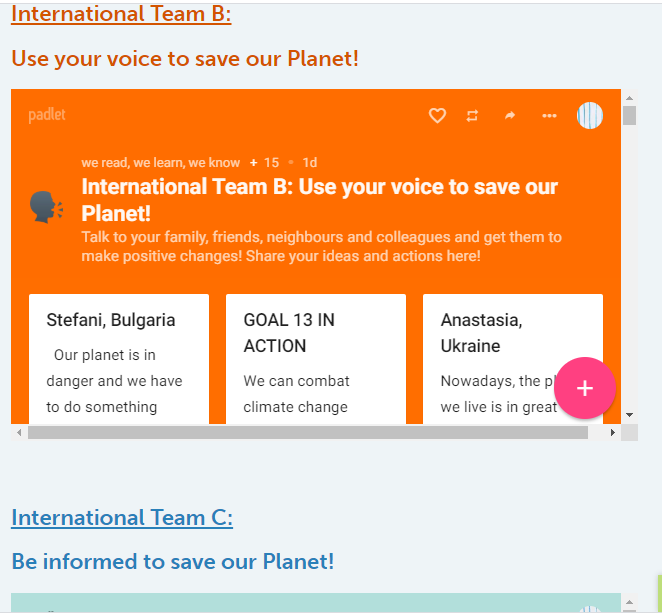 International Team B:
Use your voice to save our Planet!
padlet
we read, we learn, we know + 15 • 1d
International Team B: Use your voice to save our
Planet!
Talk to your family, friends, neighbours and colleagues and get them to
make positive changes! Share your ideas and actions here!
Stefani, Bulgaria
Our planet is in
danger and we have
to do something
GOAL 13 IN
ACTION
We can combat
climate change
Anastasia,
Ukraine
Nowadays, the
we live is in great
International Team C:
Be informed to save our Planet!